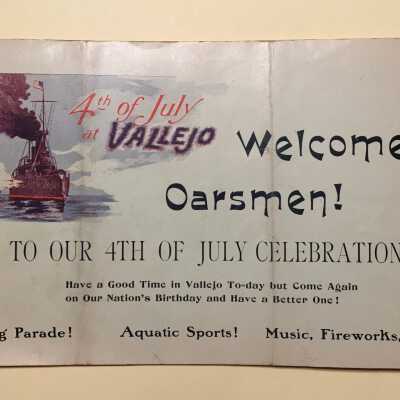 4th of July
at VALLEJO
Welcome
Oarsmen!
TO OUR 4TH OF JULY CELEBRATION
Have a Good Time in Vallejo To-day but Come Again
on Our Nation's Birthday and Have a Better One!
g Parade! Aquatic Sports! Music, Fireworks,